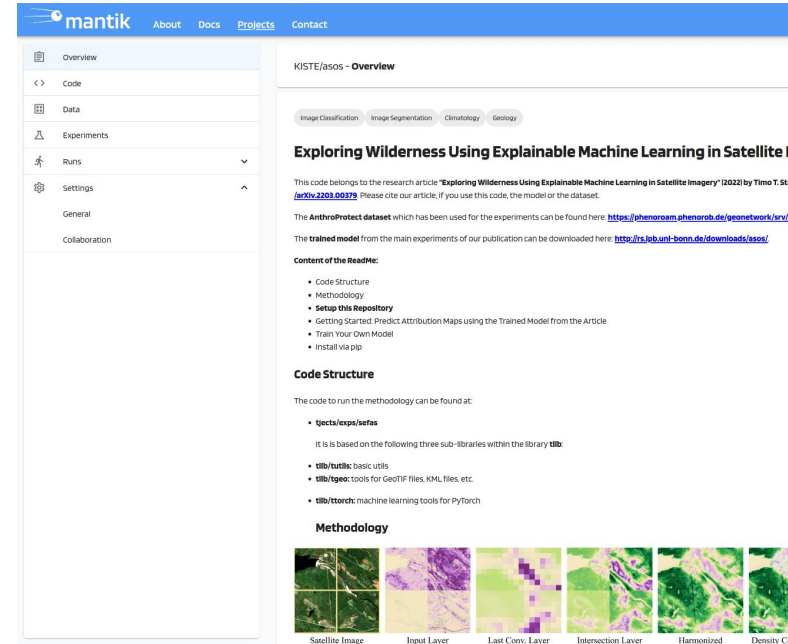 mantik
About Docs Projects Contact
Overview
Code
Data
Experiments
Runs
Settings
General
Collaboration
KISTE/asos - Overview
Image Classification Image Segmentation Climatology Geology
Exploring Wilderness Using Explainable Machine Learning in Satellite
This code belongs to the research article "Exploring Wilderness Using Explainable Machine Learning in Satellite Imagery" (2022) by Timo T. St
/arXiv.2203.00379. Please cite our article, if you use this code, the model or the dataset.
The AnthroProtect dataset which has been used for the experiments can be found here: https://phenoroam.phenorob.de/geonetwork/srv/
The trained model from the main experiments of our publication can be downloaded here: http://rs.ipb.uni-bonn.de/downloads/asos/.
Content of the ReadMe:
• Code Structure
• Methodology
• Setup this Repository
• Getting Started: Predict Attribution Maps using the Trained Model from the Article
• Train Your Own Model
• Install via pip
Code Structure
The code to run the methodology can be found at:
• tjects/exps/sefas
It is is based on the following three sub-libraries within the library tlib:
• tlib/tutils: basic utils
• tlib/tgeo: tools for GeoTIF files, KML files, etc.
• tlib/ttorch: machine learning tools for PyTorch
Methodology
Satellite Image Input Layer Last Conv. Layer Intersection Layer Harmonized Density C